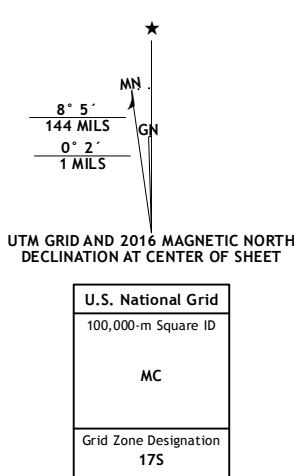 ★
MN
8° 5´
144 MILS
GN
0° 2´
1 MILS
UTM GRID AND 2016 MAGNETIC NORTH
DECLINATION AT CENTER OF SHEET
U.S. National Grid
100,000-m Square ID
MC
Grid Zone Designation
17S